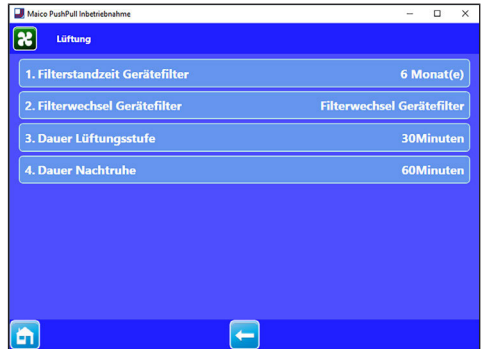 Maico PushPull Inbetriebnahme
Lüftung
1. Filterstandzeit Gerätefilter 6 Monat(e)
2. Filterwechsel Gerätefilter Filterwechsel Gerätefilter
3. Dauer Lüftungsstufe 30Minuten
4. Dauer Nachtruhe 60Minuten